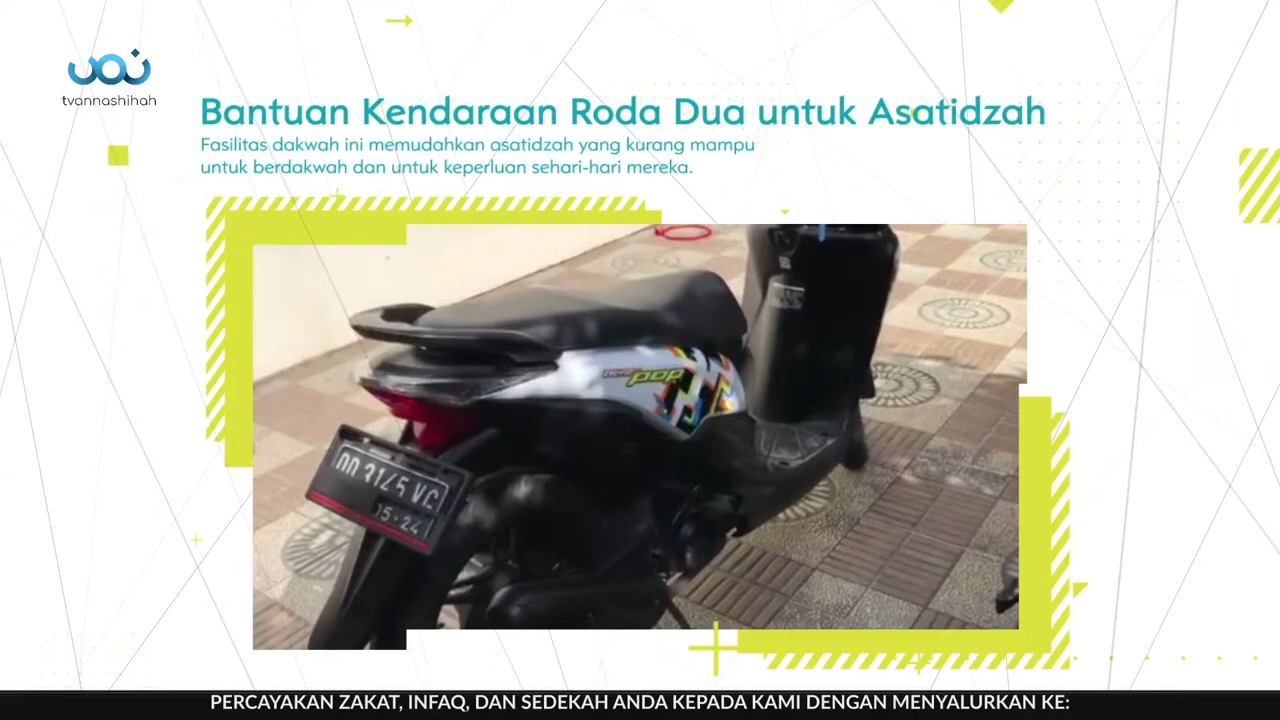 tvannashihah
Bantuan Kendaraan Roda Dua untuk Asatidzah
Fasilitas dakwah ini memudahkan asatidzah yang kurang mampu
untuk berdakwah dan untuk keperluan sehari-hari mereka.
new pop
DD 3145 VC
05·24
PERCAYAKAN ZAKAT, INFAQ, DAN SEDEKAH ANDA KEPADA KAMI DENGAN MENYALURKAN KE: